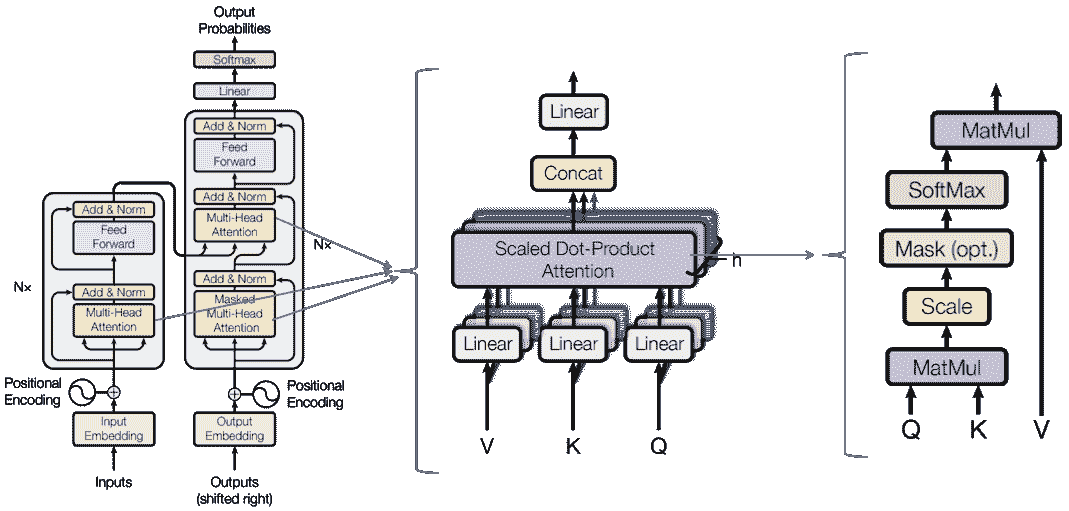 Output
Probabilities
Softmax
Linear
Add & Norm
Feed
Forward
Add & Norm
Multi-Head
Attention
N×
Add & Norm
Masked
Multi-Head
Attention
Add & Norm
Feed
Forward
N×
Add & Norm
Multi-Head
Attention
Positional
Encoding
Positional
Encoding
Input
Embedding
Output
Embedding
Inputs
Outputs
(shifted right)
Linear
Concat
Scaled Dot-Product
Attention
h
Linear
Linear
Linear
V
K
Q
MatMul
SoftMax
Mask (opt.)
Scale
MatMul
Q
K
V